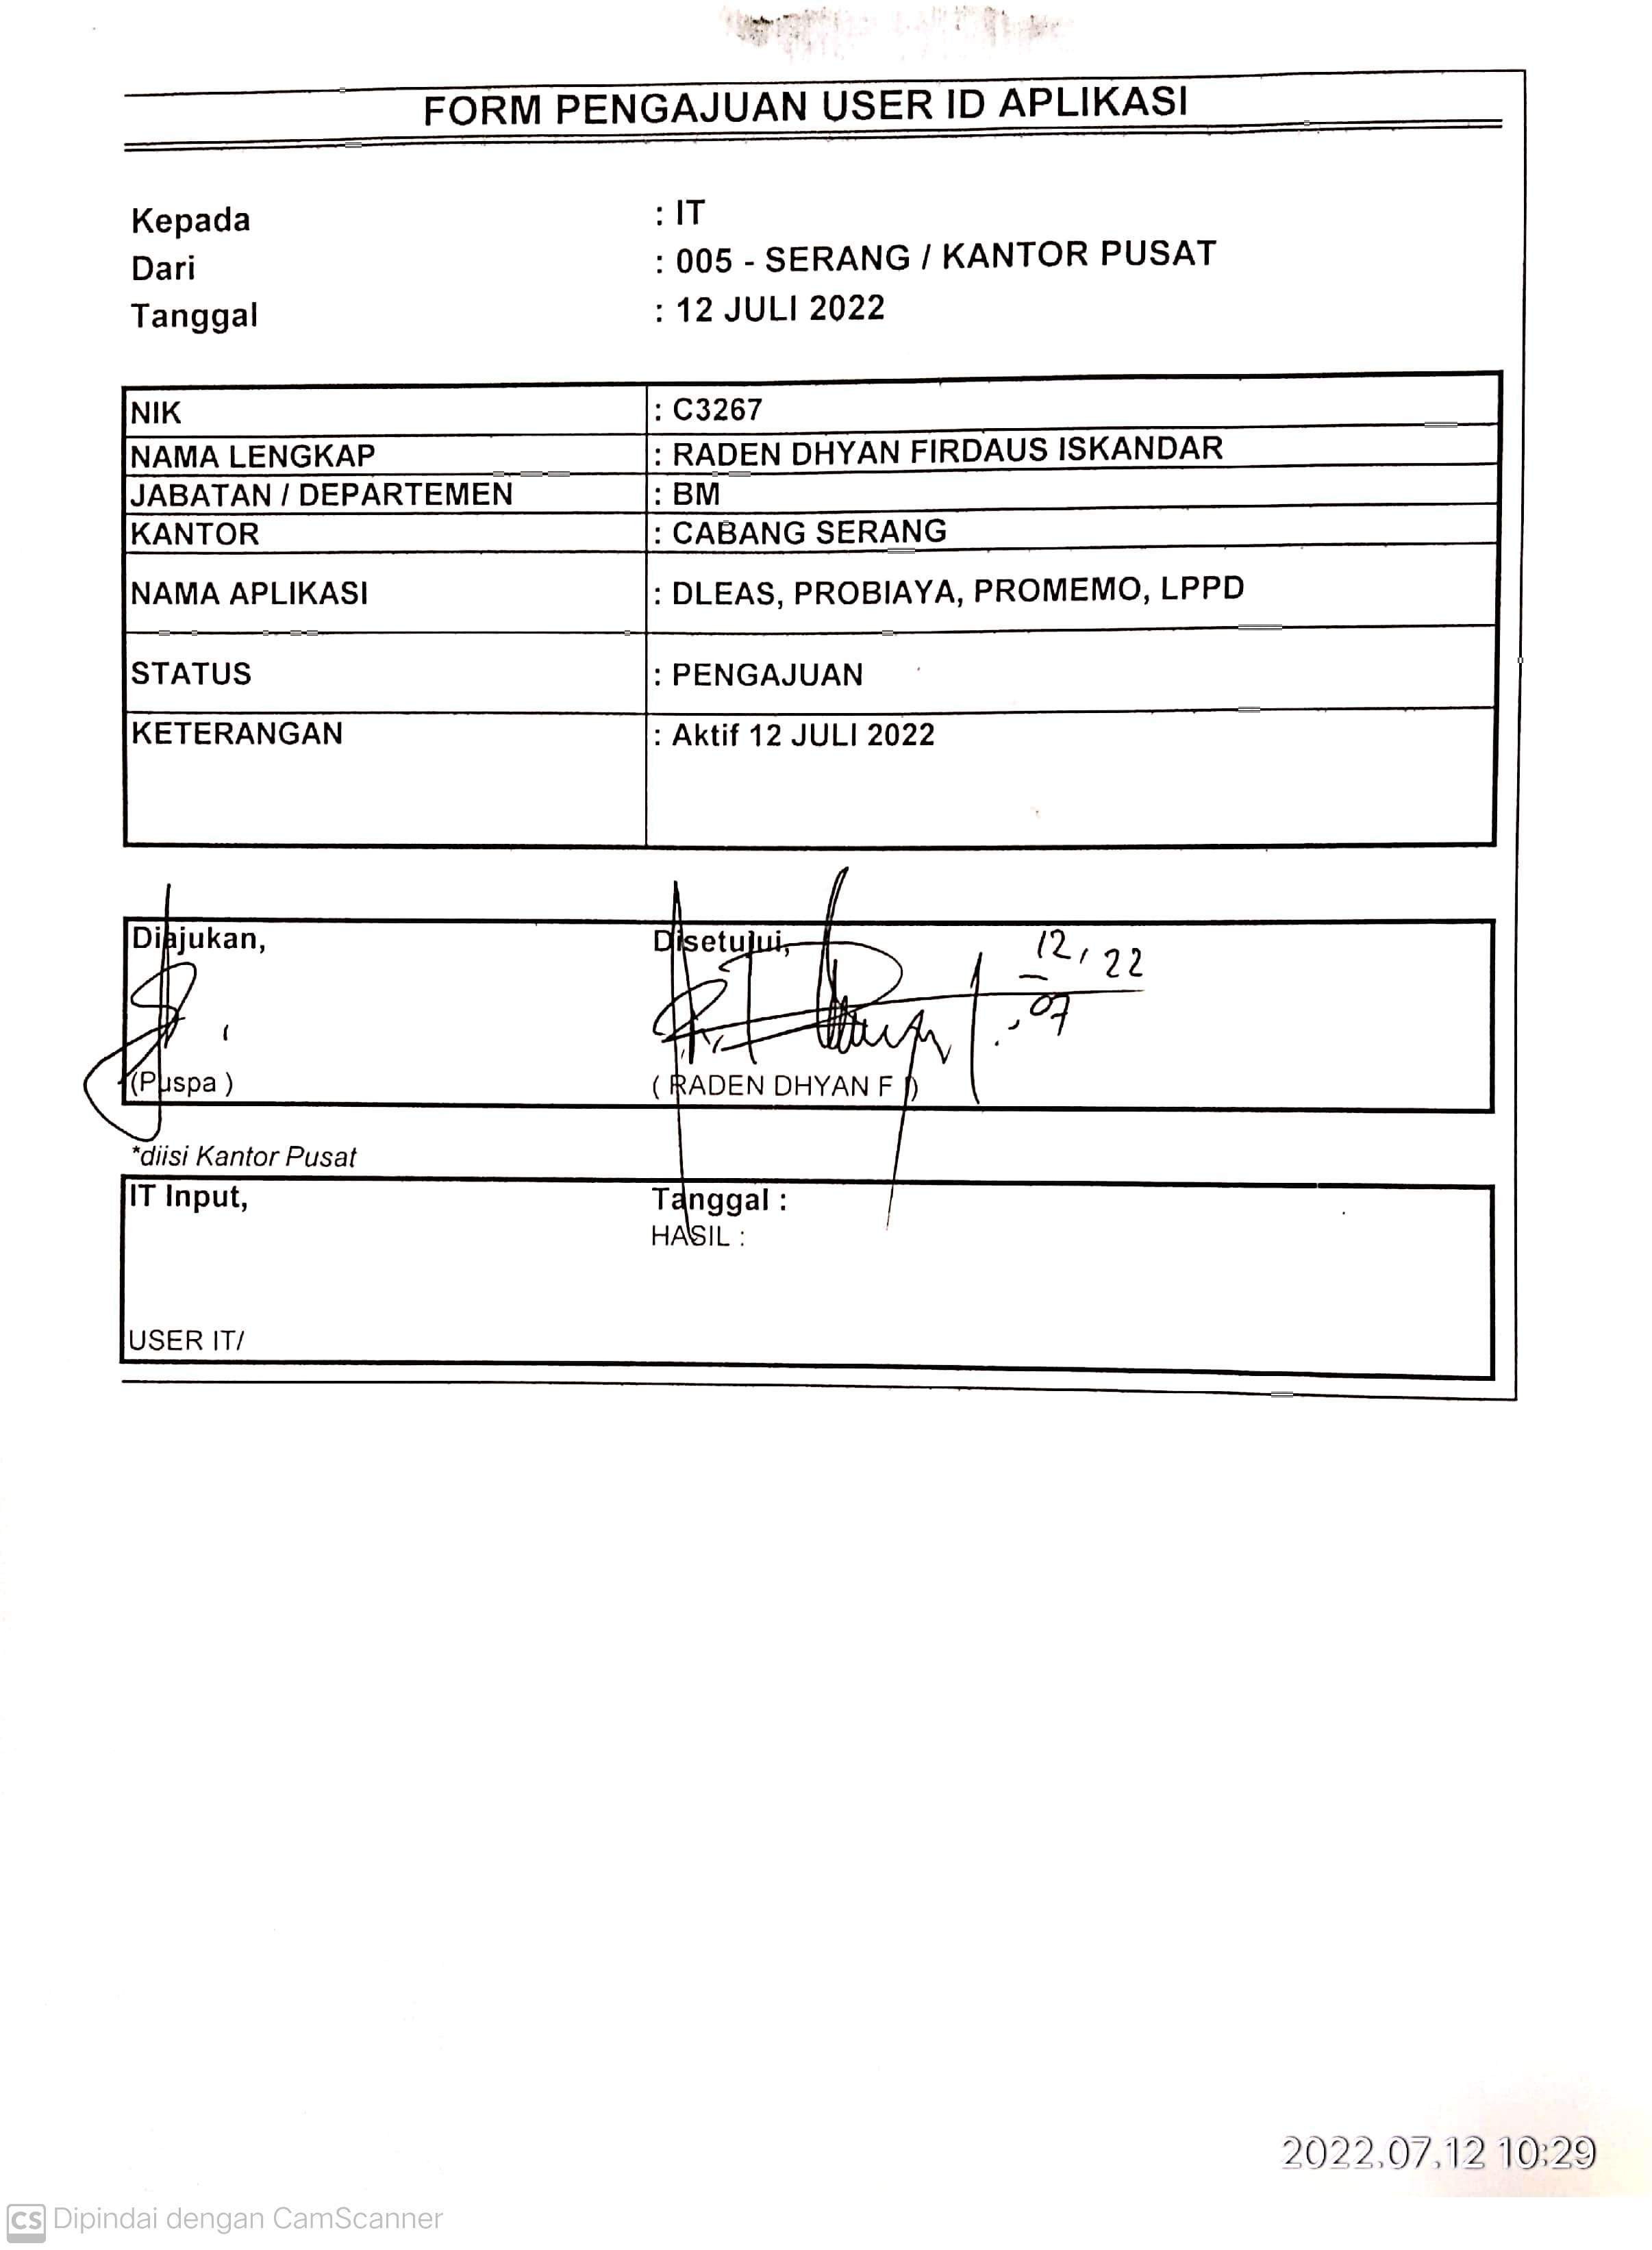 FORM PENGAJUAN USER ID APLIKASI
Kepada : IT
Dari : 005 - SERANG / KANTOR PUSAT
Tanggal : 12 JULI 2022
NIK : C3267
NAMA LENGKAP : RADEN DHYAN FIRDAUS ISKANDAR
JABATAN / DEPARTEMEN : BM
KANTOR : CABANG SERANG
NAMA APLIKASI : DLEAS, PROBIAYA, PROMEMO, LPPD
STATUS : PENGAJUAN
KETERANGAN : Aktif 12 JULI 2022
Diajukan, Disetujui, 12, 22
07
(Puspa ) ( RADEN DHYAN F )
*diisi Kantor Pusat
IT Input, Tanggal :
HASIL :
USER IT/
2022.07.12 10:29
CS Dipindai dengan CamScanner